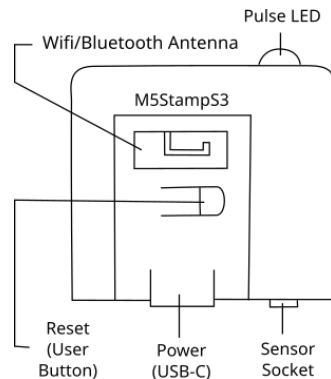 Pulse LED
Wifi/Bluetooth Antenna
M5StampS3
Reset
(User
Button)
Power
(USB-C)
Sensor
Socket